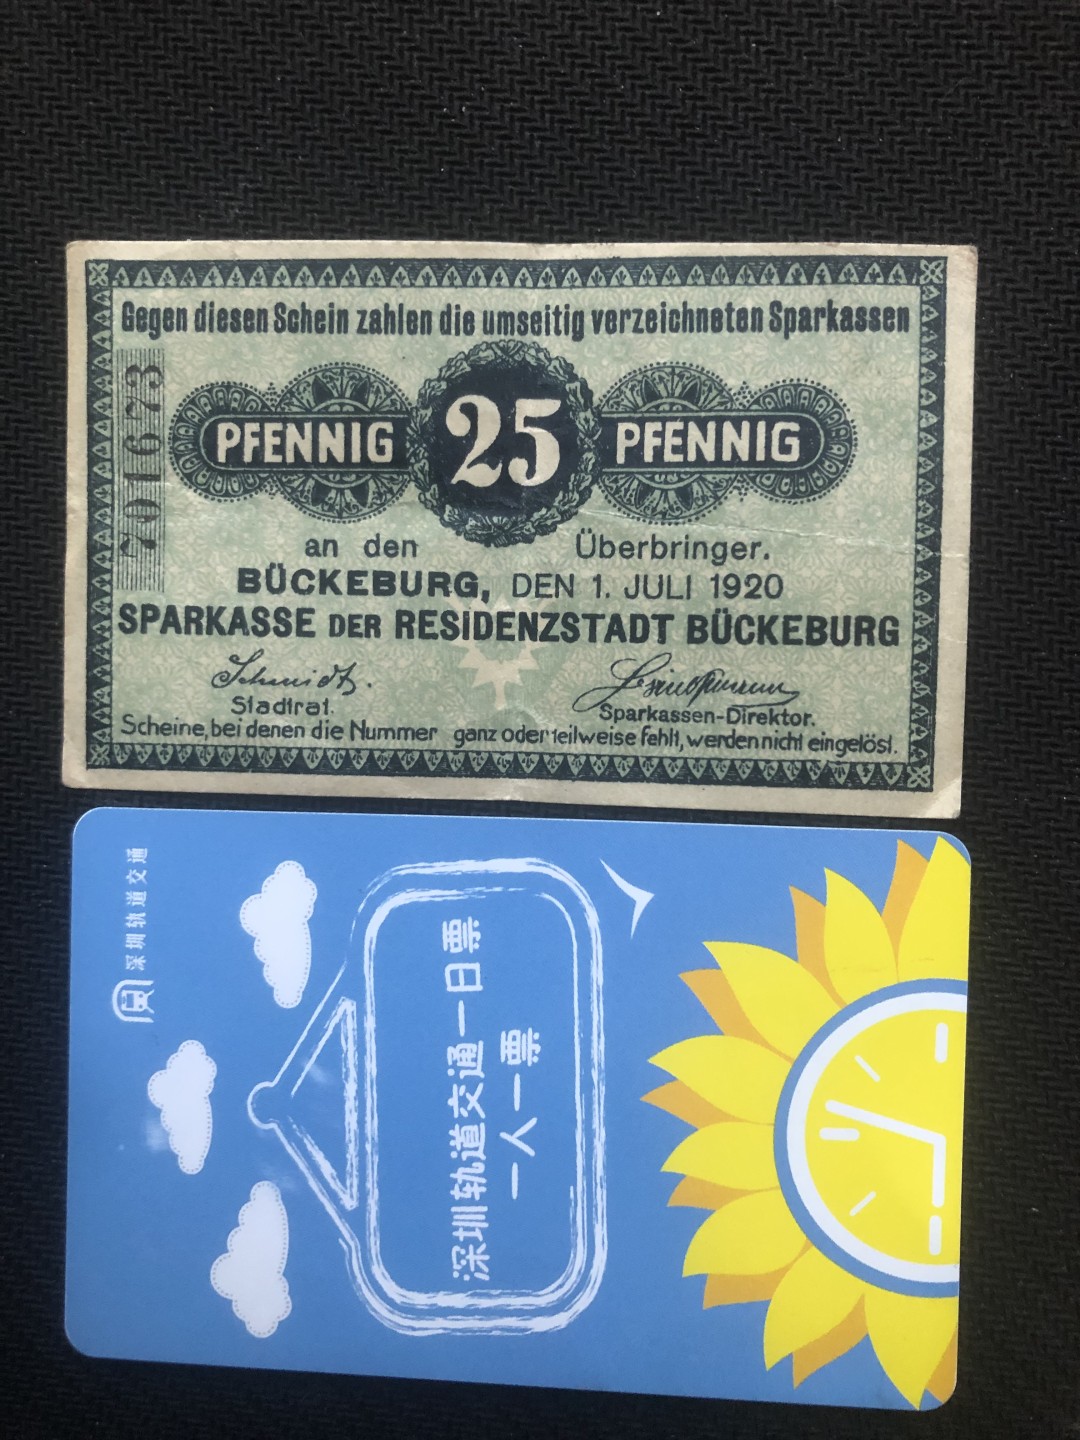 Gegen diesen Schein zahlen die umseitig verzeichneten Sparkassen
701673
PFENNIG 25 PFENNIG
an den Überbringer.
BÜCKEBURG, DEN 1. JULI 1920
SPARKASSE DER RESIDENZSTADT BÜCKEBURG
Schmidt.
Stadtrat.
Sparkassen-Direktor.
Scheine, bei denen die Nummer ganz oder teilweise fehlt, werden nicht eingelöst.
深圳轨道交通
深圳轨道交通一日票
一人一票